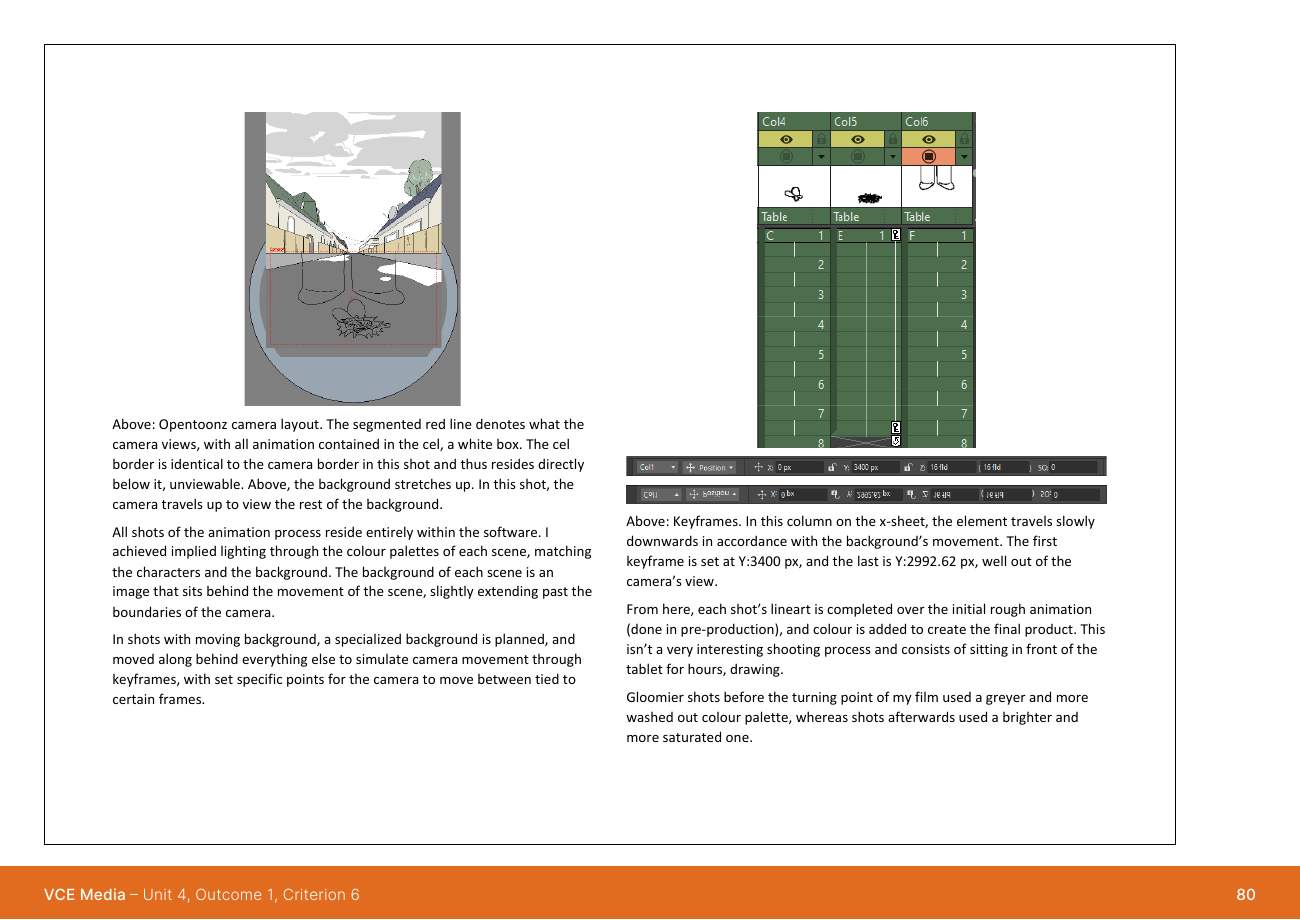 Above: Opentoonz camera layout. The segmented red line denotes what the
camera views, with all animation contained in the cel, a white box. The cel
border is identical to the camera border in this shot and thus resides directly
below it, unviewable. Above, the background stretches up. In this shot, the
camera travels up to view the rest of the background.
All shots of the animation process reside entirely within the software. I
achieved implied lighting through the colour palettes of each scene, matching
the characters and the background. The background of each scene is an
image that sits behind the movement of the scene, slightly extending past the
boundaries of the camera.
In shots with moving background, a specialized background is planned, and
moved along behind everything else to simulate camera movement through
keyframes, with set specific points for the camera to move between tied to
certain frames.
Col4 Col5 Col6
Table Table Table
C 1 E 1 F 1
2 2
3 3
4 4
5 5
6 6
7 7
8 8
Col1 Position X: 0 px Y: 3400 px Z: 16 fld ( 16 fld ) SO: 0
Col1 Position X: 0 px Y: Z: ( ) SO: 0
Above: Keyframes. In this column on the x-sheet, the element travels slowly
downwards in accordance with the background’s movement. The first
keyframe is set at Y:3400 px, and the last is Y:2992.62 px, well out of the
camera’s view.
From here, each shot’s lineart is completed over the initial rough animation
(done in pre-production), and colour is added to create the final product. This
isn’t a very interesting shooting process and consists of sitting in front of the
tablet for hours, drawing.
Gloomier shots before the turning point of my film used a greyer and more
washed out colour palette, whereas shots afterwards used a brighter and
more saturated one.
VCE Media – Unit 4, Outcome 1, Criterion 6 80